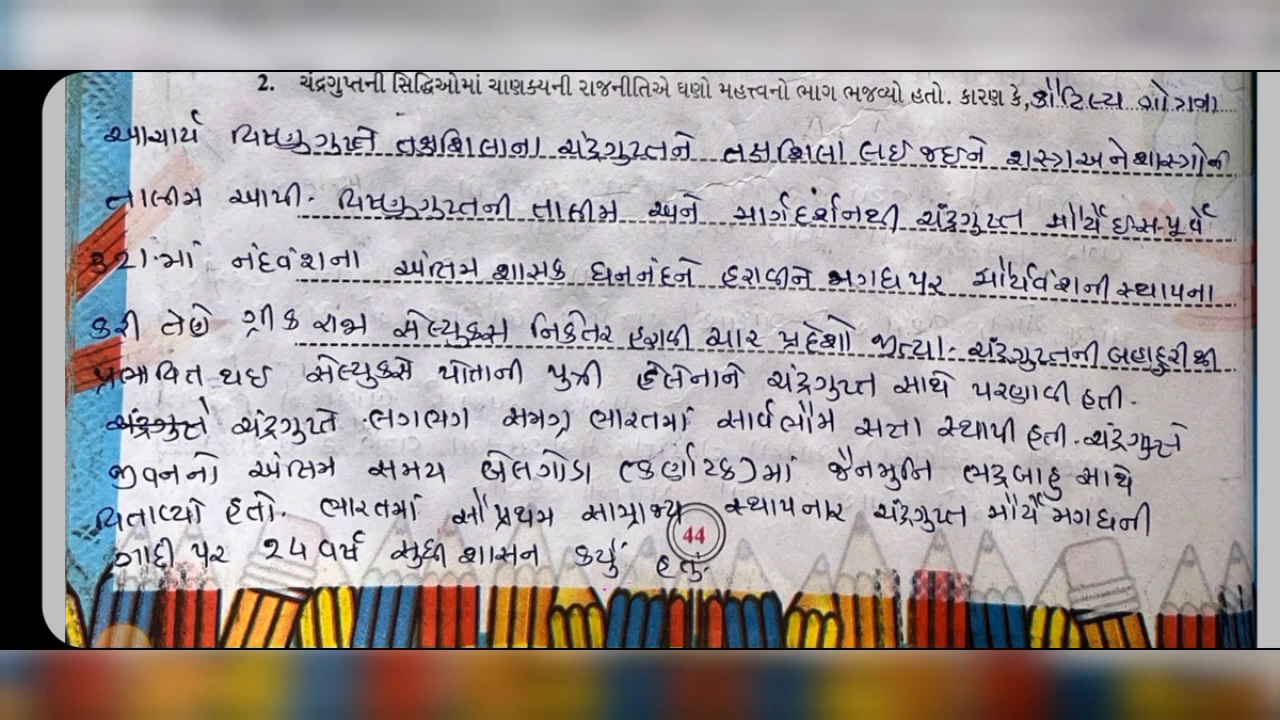 2. ચંદ્રગુપ્તની સિદ્ધિઓમાં ચાણક્યની રાજનીતિએ ઘણો મહત્ત્વનો ભાગ ભજવ્યો હતો. કારણ કે, કૌટિલ્ય ગોત્રના
આચાર્ય વિષ્ણુગુપ્તે તક્ષશિલાના ચંદ્રગુપ્તને તક્ષશિલા લઈ જઈને શસ્ત્ર અને શાસ્ત્રોની
તાલીમ આપી. વિષ્ણુગુપ્તની તાલીમ અને માર્ગદર્શનથી ચંદ્રગુપ્ત મૌર્યે ઈ.સ.પૂર્વે
321માં નંદવંશના અંતિમ શાસક ધનનંદને હરાવીને મગધ પર મૌર્યવંશની સ્થાપના
કરી તેણે ગ્રીક રાજા સેલ્યુકસ નિકેતર હરાવી ચાર પ્રદેશો જીત્યા. ચંદ્રગુપ્તની બહાદુરીથી
પ્રભાવિત થઈ સેલ્યુકસે પોતાની પુત્રી હેલેનાને ચંદ્રગુપ્ત સાથે પરણાવી હતી.
ચંદ્રગુપ્તે લગભગ સમગ્ર ભારતમાં સાર્વભૌમ સત્તા સ્થાપી હતી. ચંદ્રગુપ્તે
જીવનનો અંતિમ સમય બેલગોડા (કર્ણાટક)માં જૈનમુનિ ભદ્રબાહુ સાથે
વિતાવ્યો હતો. ભારતમાં સૌપ્રથમ સામ્રાજ્ય સ્થાપનાર ચંદ્રગુપ્ત મૌર્યે મગધની
ગાદી પર 24 વર્ષ સુધી શાસન કર્યું હતું.
44